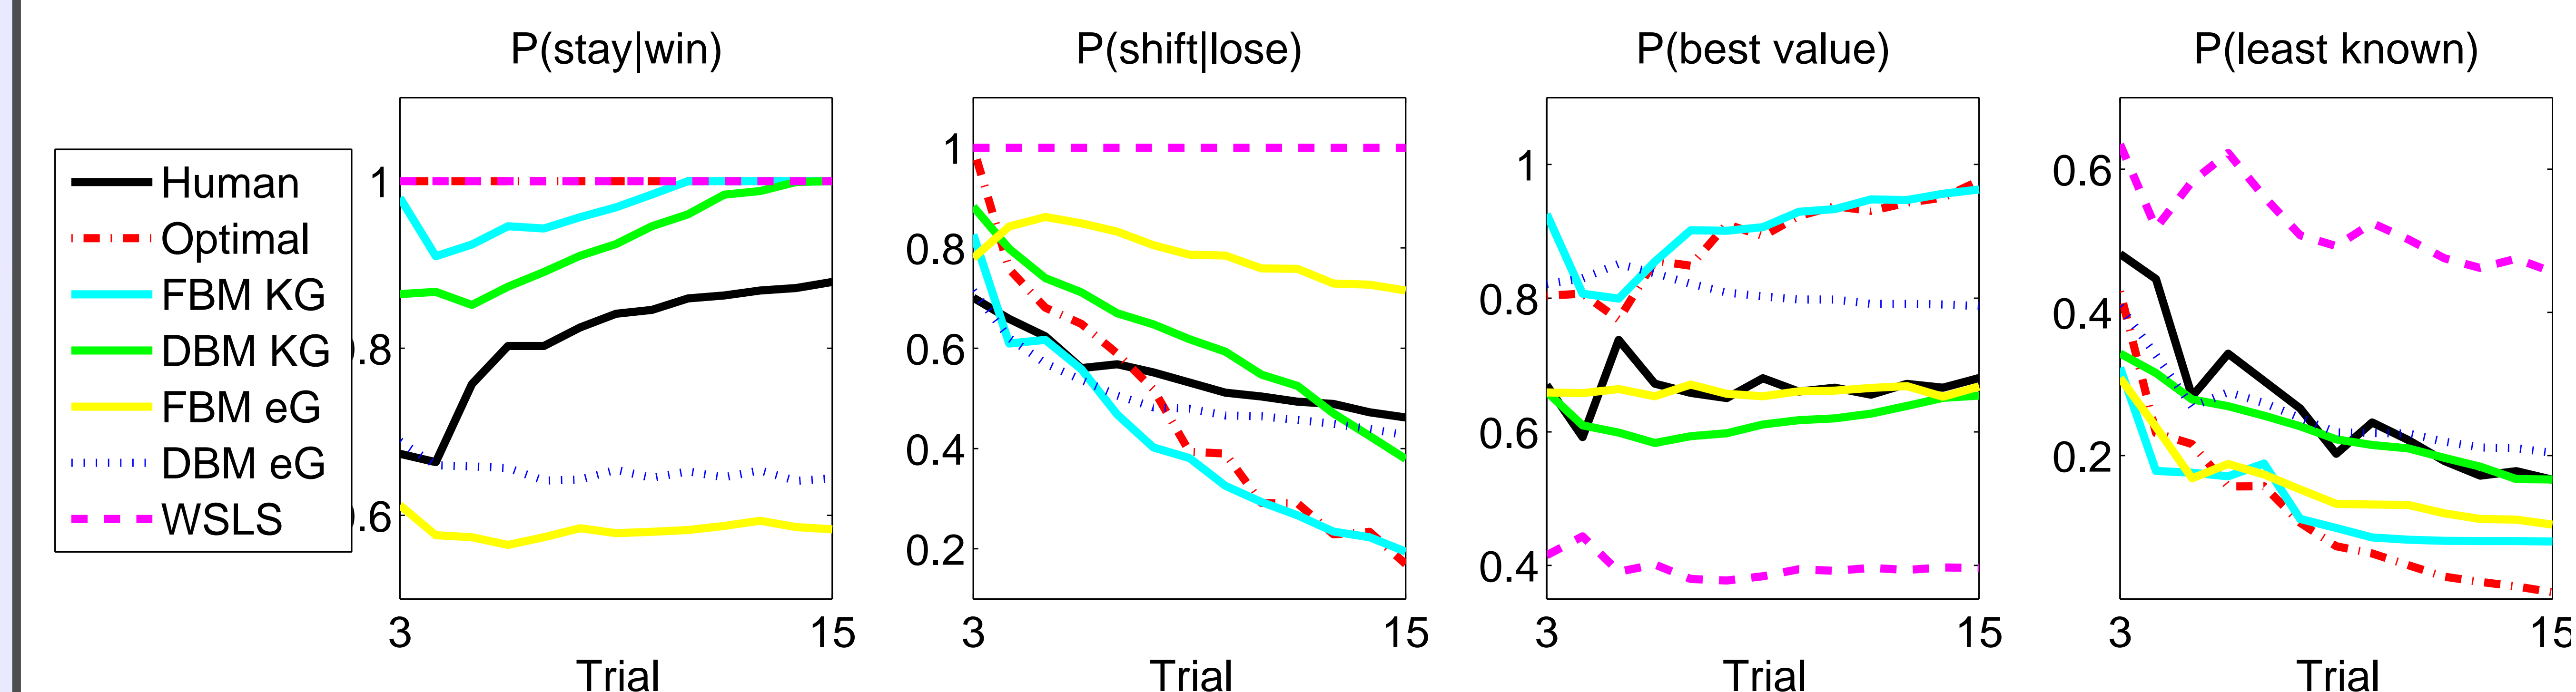 P(stay|win)
P(shift|lose)
P(best value)
P(least known)
Human
Optimal
FBM KG
DBM KG
FBM eG
DBM eG
WSLS
1
.8
.6
3
15
Trial
1
0.8
0.6
0.4
0.2
3
15
Trial
1
0.8
0.6
0.4
3
15
Trial
0.6
0.4
0.2
3
15
Trial